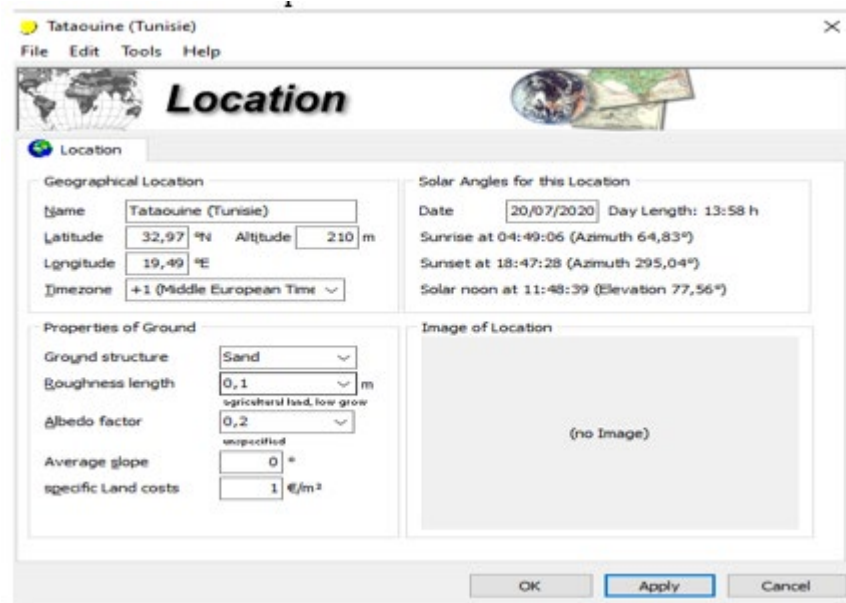 Tataouine (Tunisie)
File Edit Tools Help
Location
Location
Geographical Location
Name Tataouine (Tunisie)
Latitude 32,97 °N Altitude 210 m
Longitude 19,49 °E
Timezone +1 (Middle European Time
Solar Angles for this Location
Date 20/07/2020 Day Length: 13:58 h
Sunrise at 04:49:06 (Azimuth 64,83°)
Sunset at 18:47:28 (Azimuth 295,04°)
Solar noon at 11:48:39 (Elevation 77,56°)
Properties of Ground
Ground structure Sand
Roughness length 0,1 m
agricultural land, low grow
Albedo factor 0,2
unspecified
Average slope 0 °
specific Land costs 1 €/m²
Image of Location
(no Image)
OK Apply Cancel